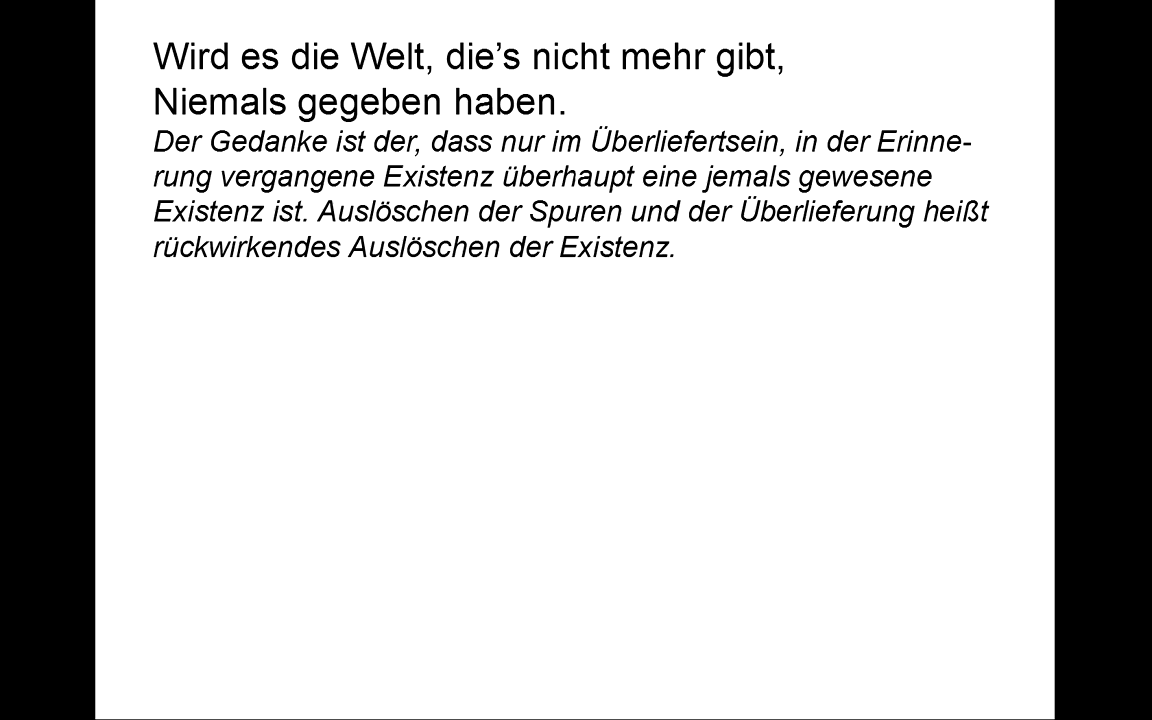 Wird es die Welt, die’s nicht mehr gibt,
Niemals gegeben haben.
Der Gedanke ist der, dass nur im Überliefertsein, in der Erinne-
rung vergangene Existenz überhaupt eine jemals gewesene
Existenz ist. Auslöschen der Spuren und der Überlieferung heißt
rückwirkendes Auslöschen der Existenz.